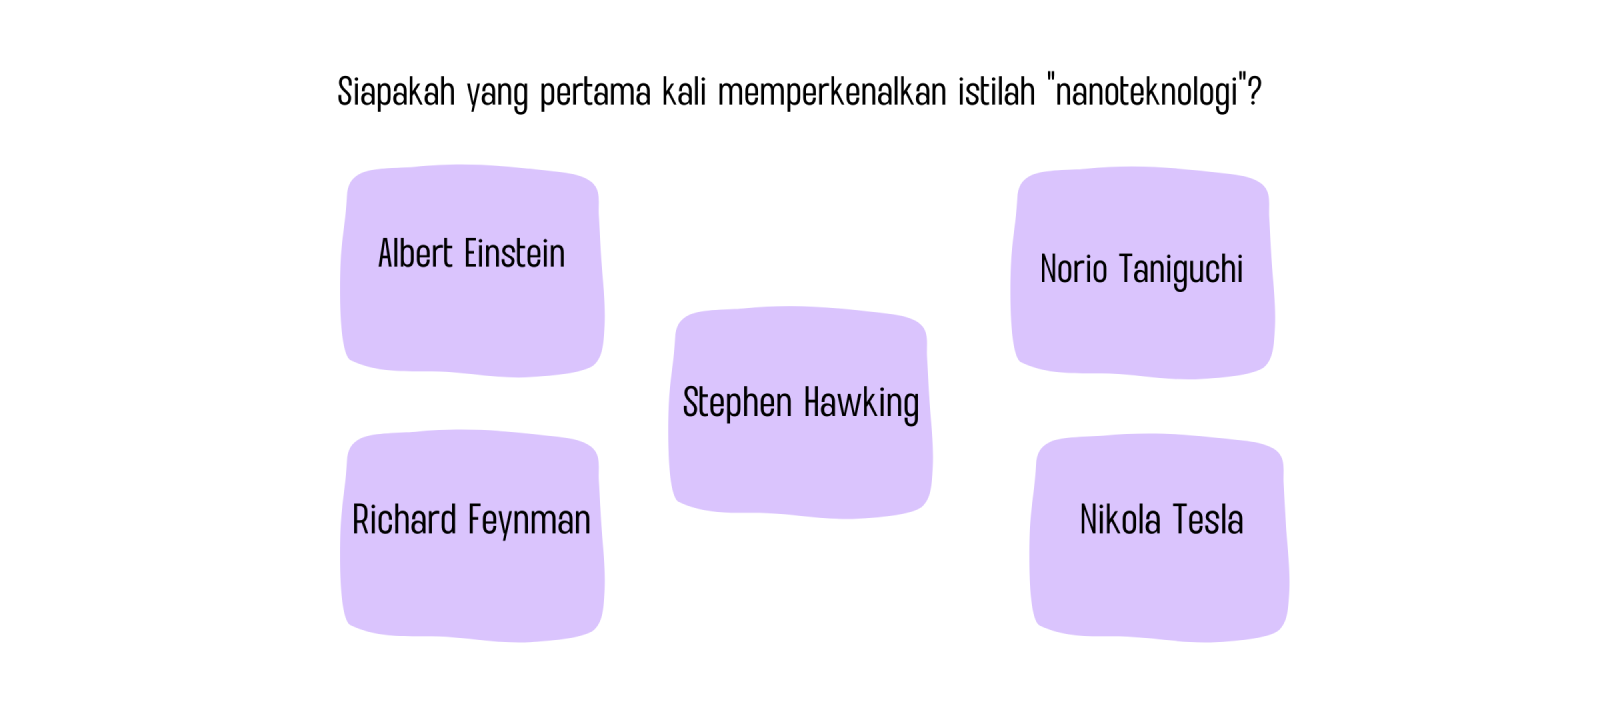 Siapakah yang pertama kali memperkenalkan istilah "nanoteknologi"?
Albert Einstein
Norio Taniguchi
Stephen Hawking
Richard Feynman
Nikola Tesla